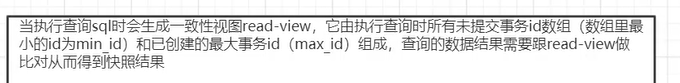 当执行查询sql时会生成一致性视图read-view，它由执行查询时所有未提交事务id数组（数组里最
小的id为min_id）和已创建的最大事务id（max_id）组成，查询的数据结果需要跟read-view做
比对从而得到快照结果